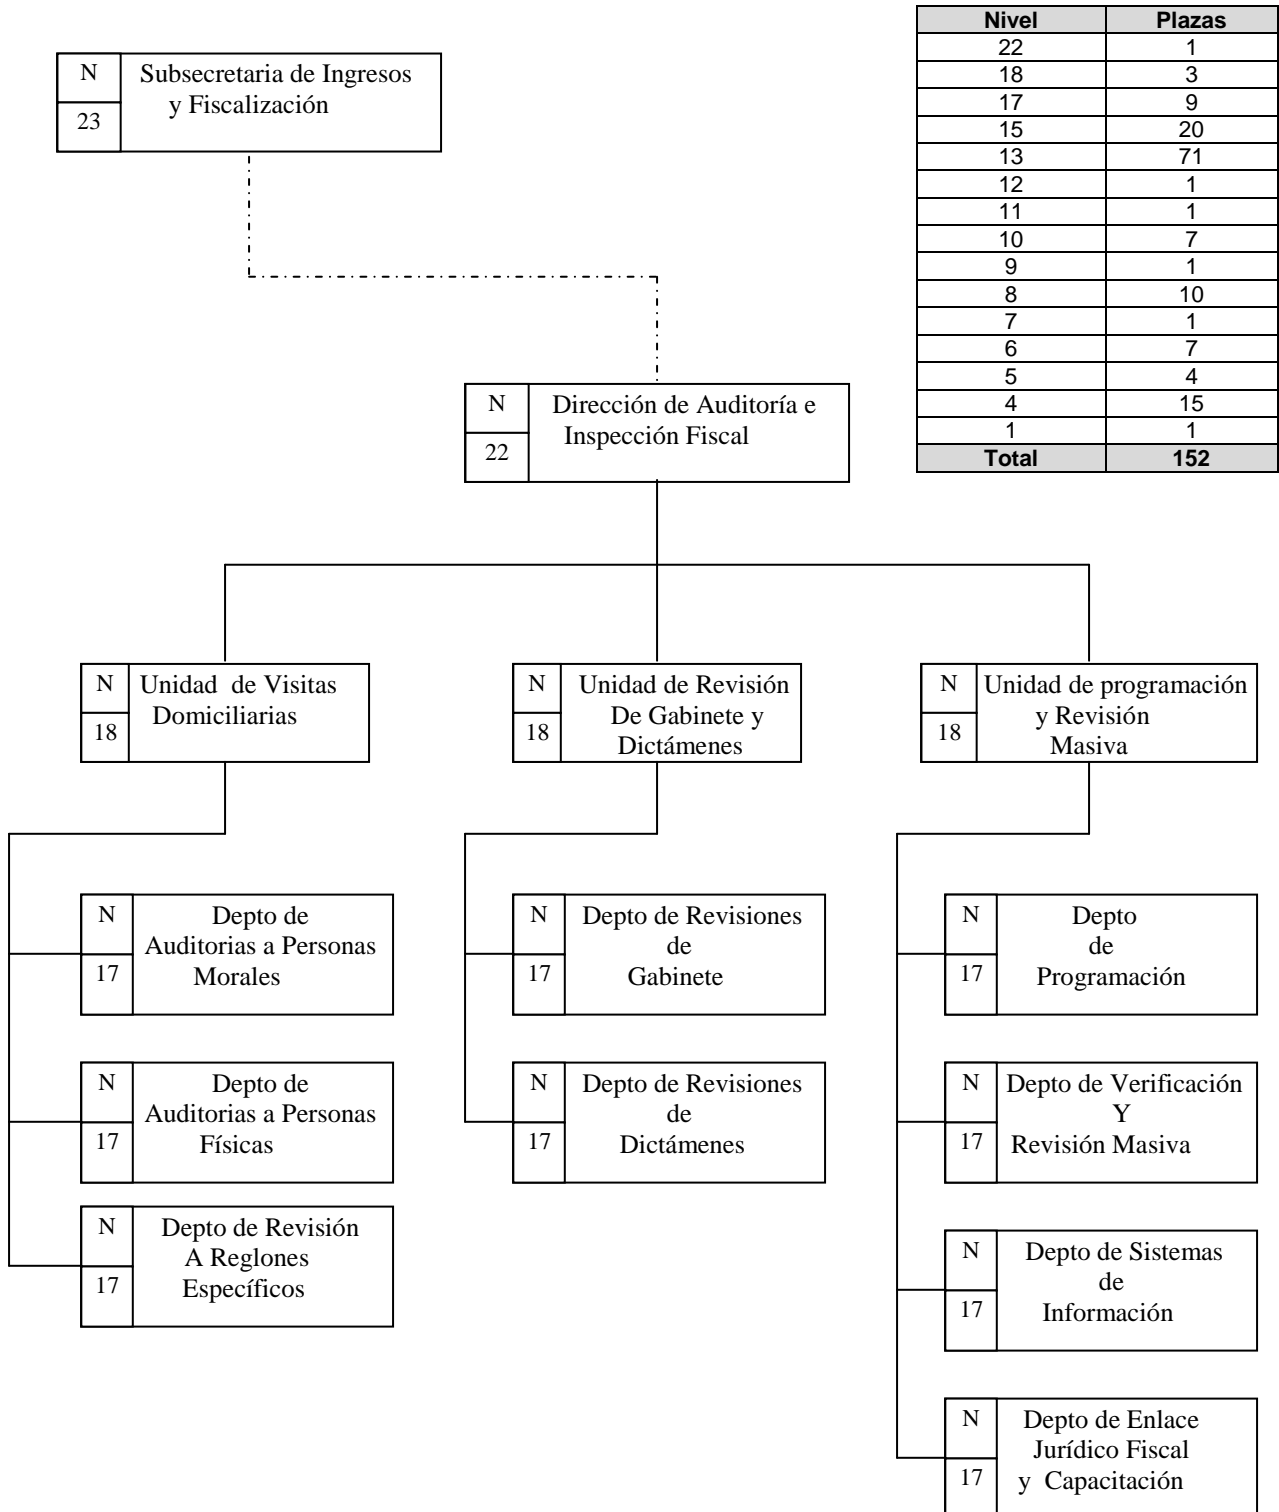 Nivel Plazas
22 1
18 3
17 9
15 20
13 71
12 1
11 1
10 7
9 1
8 10
7 1
6 7
5 4
4 15
1 1
Total 152
N
23
Subsecretaria de Ingresos
y Fiscalización
N
22
Dirección de Auditoría e
Inspección Fiscal
N
18
Unidad de Visitas
Domiciliarias
N
18
Unidad de Revisión
De Gabinete y
Dictámenes
N
18
Unidad de programación
y Revisión
Masiva
N
17
Depto de
Auditorias a Personas
Morales
N
17
Depto de Revisiones
de
Gabinete
N
17
Depto
de
Programación
N
17
Depto de
Auditorias a Personas
Físicas
N
17
Depto de Revisiones
de
Dictámenes
N
17
Depto de Verificación
Y
Revisión Masiva
N
17
Depto de Revisión
A Reglones
Específicos
N
17
Depto de Sistemas
de
Información
N
17
Depto de Enlace
Jurídico Fiscal
y Capacitación